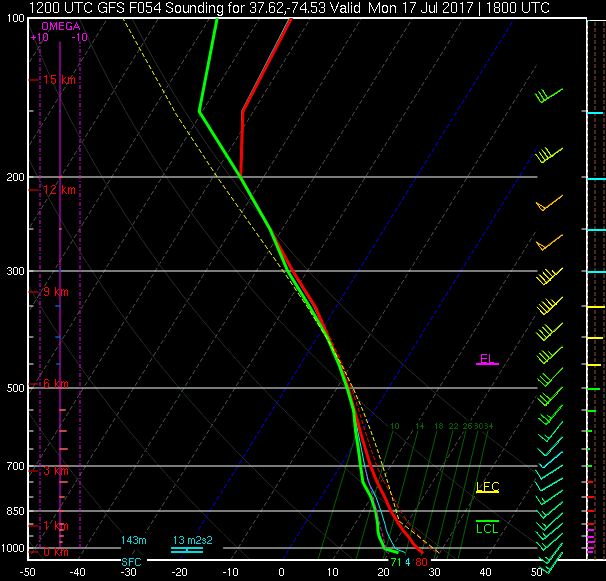 1200 UTC GFS F054 Sounding for 37.62,-74.53 Valid Mon 17 Jul 2017 | 1800 UTC
100
OMEGA
+10 -10
15 km
200
12 km
300
9 km
EL
500
6 km
10 14 18 22 26 30 34
700
3 km
LFC
850
1 km
LCL
143m 13 m2s2
1000
0 km
SFC
71 4 80
-50 -40 -30 -20 -10 0 10 20 30 40 50